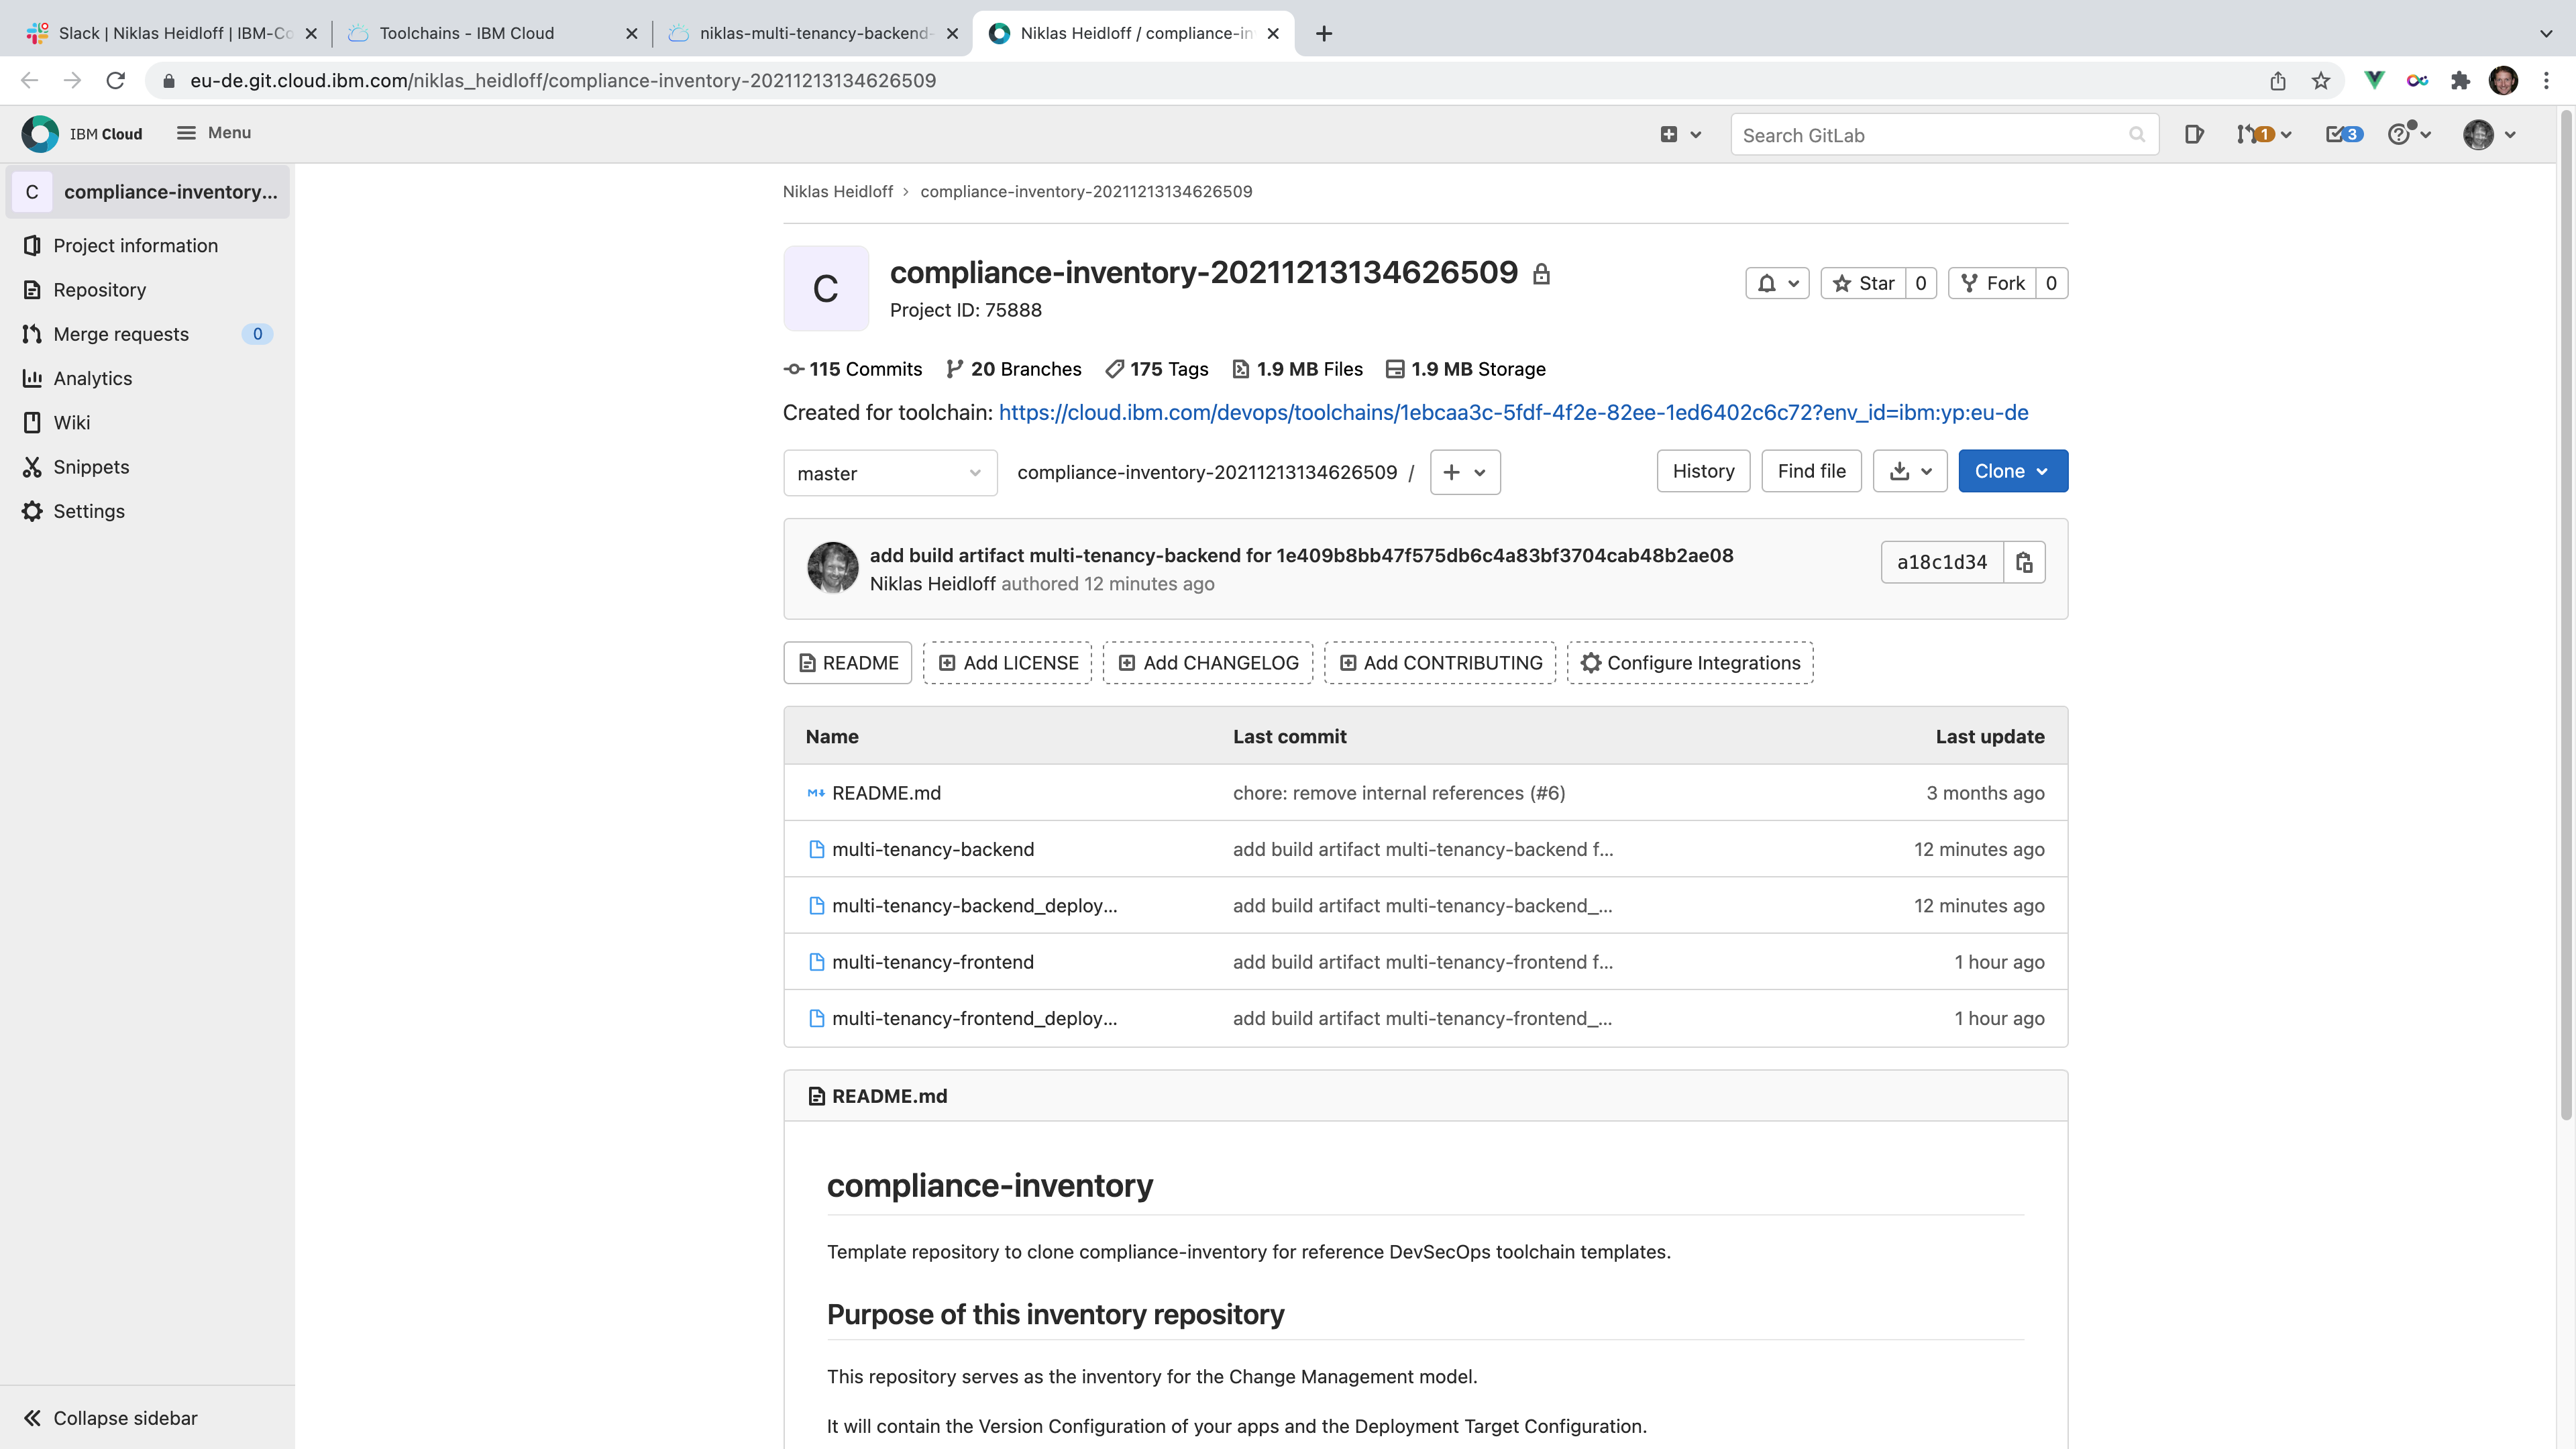 Slack | Niklas Heidloff | IBM-Co
Toolchains - IBM Cloud
niklas-multi-tenancy-backend-
Niklas Heidloff / compliance-in
eu-de.git.cloud.ibm.com/niklas_heidloff/compliance-inventory-20211213134626509
IBM Cloud
Menu
Search GitLab
1
3
C
compliance-inventory...
Project information
Repository
Merge requests 0
Analytics
Wiki
Snippets
Settings
Collapse sidebar
Niklas Heidloff > compliance-inventory-20211213134626509
C
compliance-inventory-20211213134626509
Project ID: 75888
Star 0
Fork 0
115 Commits 20 Branches 175 Tags 1.9 MB Files 1.9 MB Storage
Created for toolchain: https://cloud.ibm.com/devops/toolchains/1ebcaa3c-5fdf-4f2e-82ee-1ed6402c6c72?env_id=ibm:yp:eu-de
master
compliance-inventory-20211213134626509 /
History
Find file
Clone
add build artifact multi-tenancy-backend for 1e409b8bb47f575db6c4a83bf3704cab48b2ae08
Niklas Heidloff authored 12 minutes ago
a18c1d34
README
Add LICENSE
Add CHANGELOG
Add CONTRIBUTING
Configure Integrations
Name Last commit Last update
README.md chore: remove internal references (#6) 3 months ago
multi-tenancy-backend add build artifact multi-tenancy-backend f... 12 minutes ago
multi-tenancy-backend_deploy... add build artifact multi-tenancy-backend_... 12 minutes ago
multi-tenancy-frontend add build artifact multi-tenancy-frontend f... 1 hour ago
multi-tenancy-frontend_deploy... add build artifact multi-tenancy-frontend_... 1 hour ago
README.md
compliance-inventory
Template repository to clone compliance-inventory for reference DevSecOps toolchain templates.
Purpose of this inventory repository
This repository serves as the inventory for the Change Management model.
It will contain the Version Configuration of your apps and the Deployment Target Configuration.